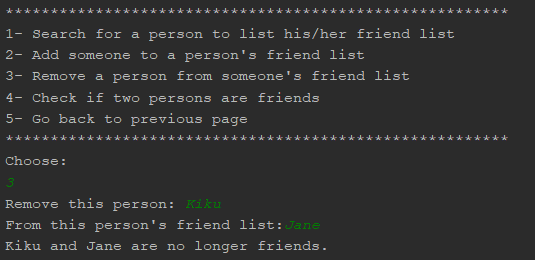 ********************************************************
1- Search for a person to list his/her friend list
2- Add someone to a person's friend list
3- Remove a person from someone's friend list
4- Check if two persons are friends
5- Go back to previous page
********************************************************
Choose:
3
Remove this person: Kiku
From this person's friend list:Jane
Kiku and Jane are no longer friends.